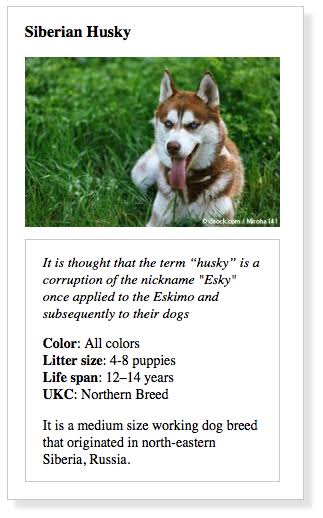 Siberian Husky
© iStock.com / Miroha141
It is thought that the term “husky” is a
corruption of the nickname "Esky"
once applied to the Eskimo and
subsequently to their dogs
Color: All colors
Litter size: 4-8 puppies
Life span: 12–14 years
UKC: Northern Breed
It is a medium size working dog breed
that originated in north-eastern
Siberia, Russia.